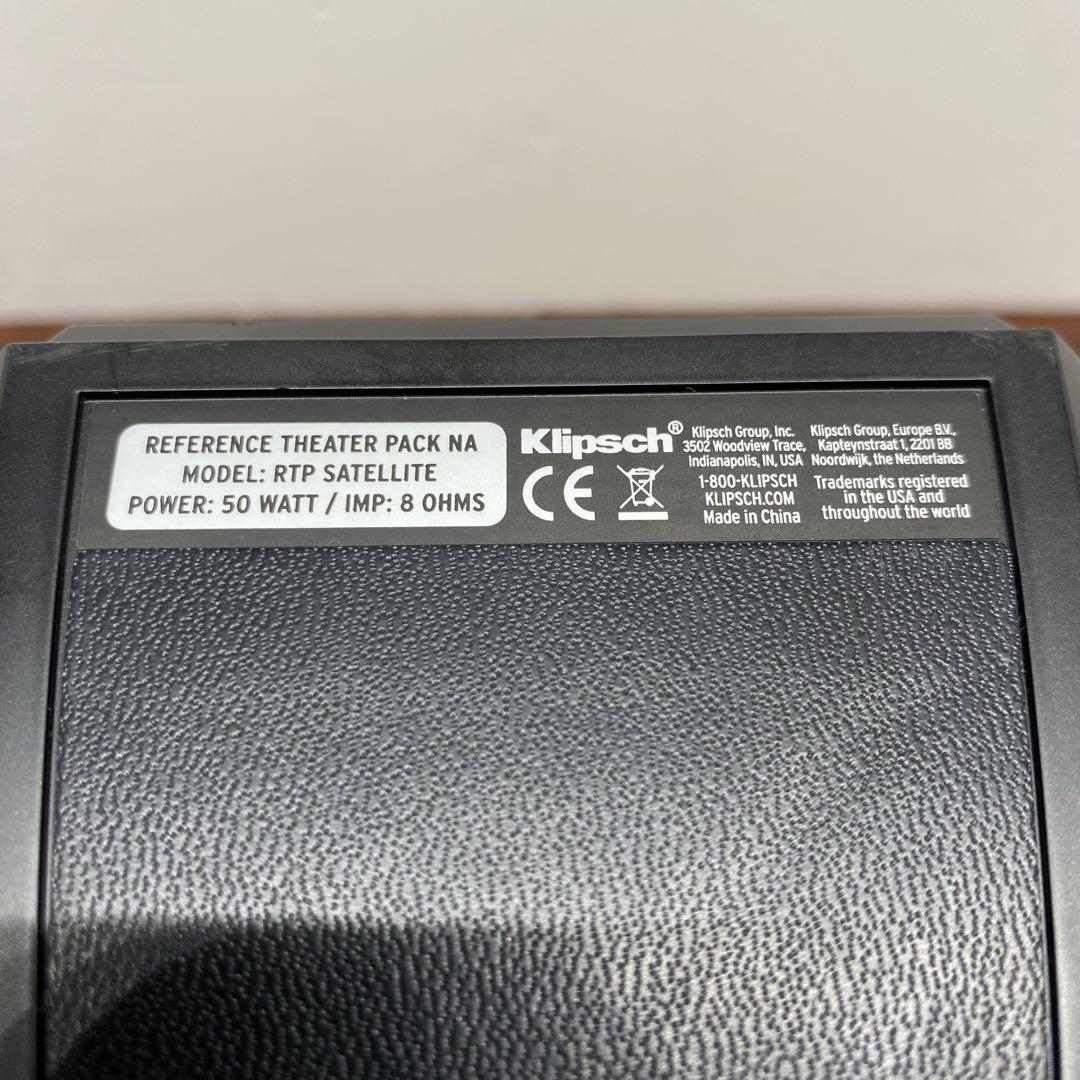 REFERENCE THEATER PACK NA
MODEL: RTP SATELLITE
POWER: 50 WATT / IMP: 8 OHMS
Klipsch®
CE
Klipsch Group, Inc.
3502 Woodview Trace,
Indianapolis, IN, USA
1-800-KLIPSCH
KLIPSCH.COM
Made in China
Klipsch Group, Europe B.V.,
Kapteynstraat 1, 2201 BB
Noordwijk, the Netherlands
Trademarks registered
in the USA and
throughout the world